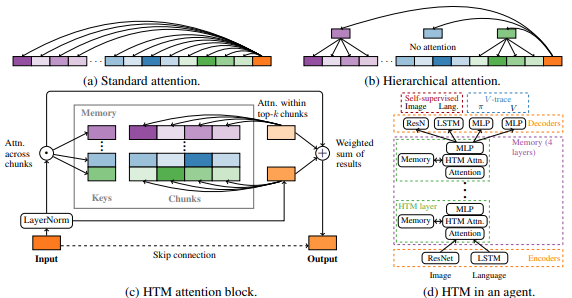 No attention
(a) Standard attention.
(b) Hierarchical attention.
Attn.
across
chunks
Memory
Attn. within
top-k chunks
Weighted
sum of
results
Keys
Chunks
LayerNorm
Input
Skip connection
Output
(c) HTM attention block.
Self-supervised
Image Lang.
V-trace
π V
ResN
LSTM
MLP
MLP
Decoders
Memory (4
layers)
MLP
Memory
HTM Attn.
Attention
HTM layer
MLP
Memory
HTM Attn.
Attention
ResNet
LSTM
Encoders
Image Language
(d) HTM in an agent.